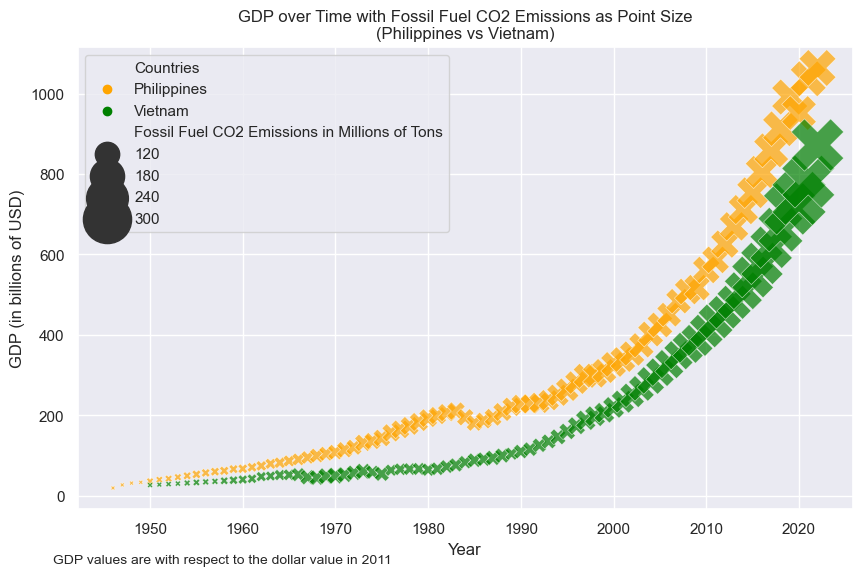 GDP over Time with Fossil Fuel CO2 Emissions as Point Size
(Philippines vs Vietnam)
Countries
Philippines
Vietnam
Fossil Fuel CO2 Emissions in Millions of Tons
120
180
240
300
GDP (in billions of USD)
1000
800
600
400
200
0
1950 1960 1970 1980 1990 2000 2010 2020
Year
GDP values are with respect to the dollar value in 2011